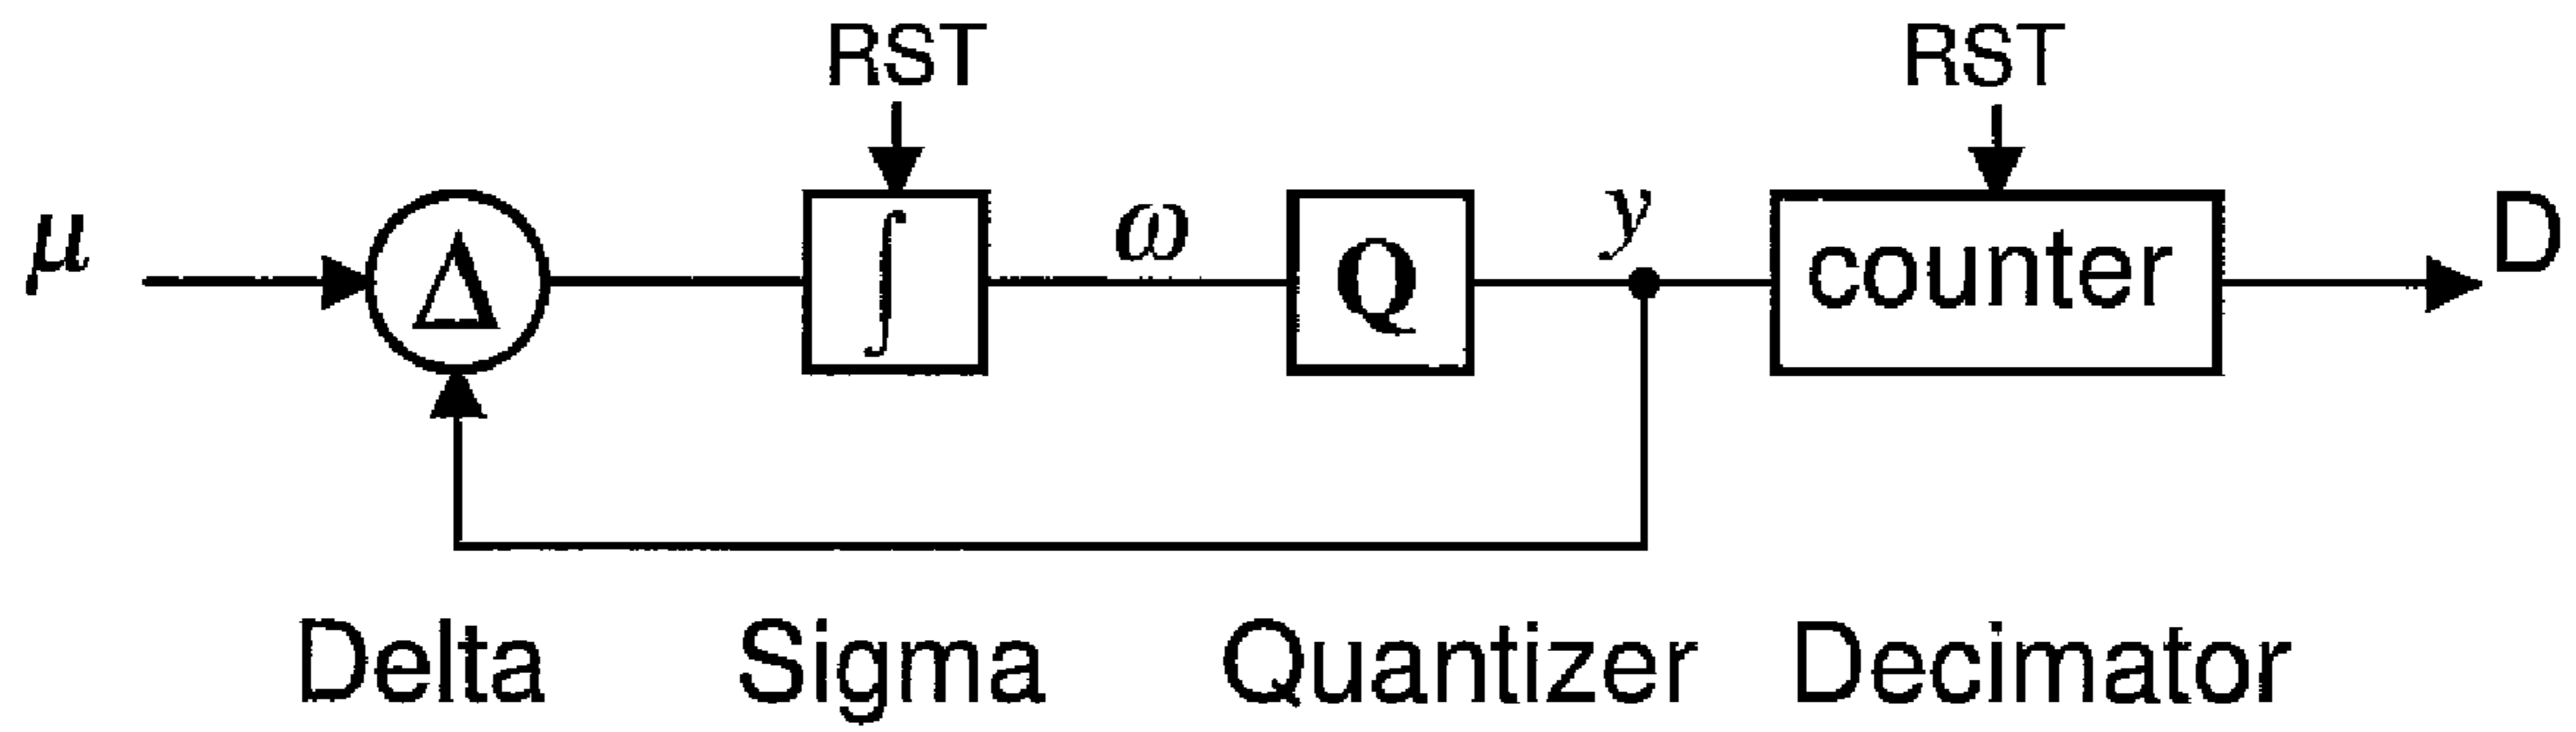 RST RST
μ Δ ∫ ω Q y counter D
Delta Sigma Quantizer Decimator